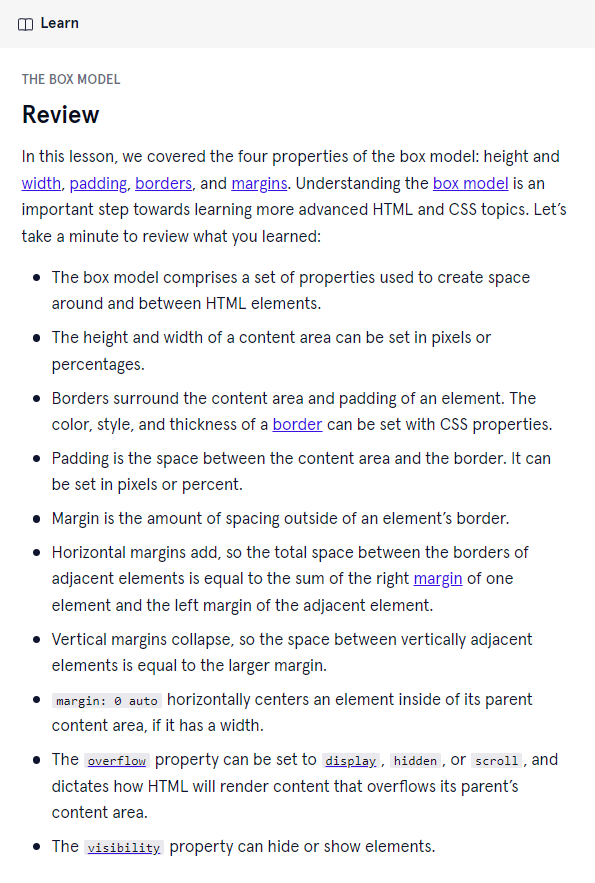 Learn
THE BOX MODEL
Review
In this lesson, we covered the four properties of the box model: height and
width, padding, borders, and margins. Understanding the box model is an
important step towards learning more advanced HTML and CSS topics. Let’s
take a minute to review what you learned:
• The box model comprises a set of properties used to create space
around and between HTML elements.
• The height and width of a content area can be set in pixels or
percentages.
• Borders surround the content area and padding of an element. The
color, style, and thickness of a border can be set with CSS properties.
• Padding is the space between the content area and the border. It can
be set in pixels or percent.
• Margin is the amount of spacing outside of an element’s border.
• Horizontal margins add, so the total space between the borders of
adjacent elements is equal to the sum of the right margin of one
element and the left margin of the adjacent element.
• Vertical margins collapse, so the space between vertically adjacent
elements is equal to the larger margin.
• margin: 0 auto horizontally centers an element inside of its parent
content area, if it has a width.
• The overflow property can be set to display, hidden, or scroll, and
dictates how HTML will render content that overflows its parent’s
content area.
• The visibility property can hide or show elements.